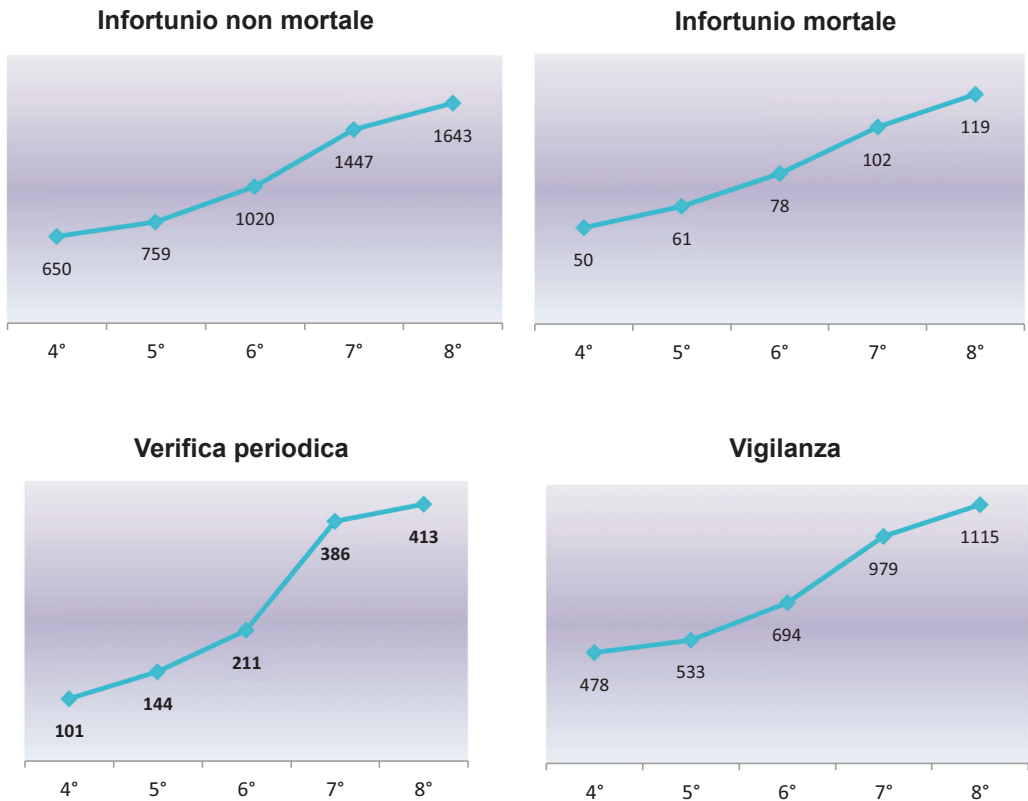 Infortunio non mortale
650
759
1020
1447
1643
4° 5° 6° 7° 8°
Infortunio mortale
50
61
78
102
119
4° 5° 6° 7° 8°
Verifica periodica
101
144
211
386
413
4° 5° 6° 7° 8°
Vigilanza
478
533
694
979
1115
4° 5° 6° 7° 8°